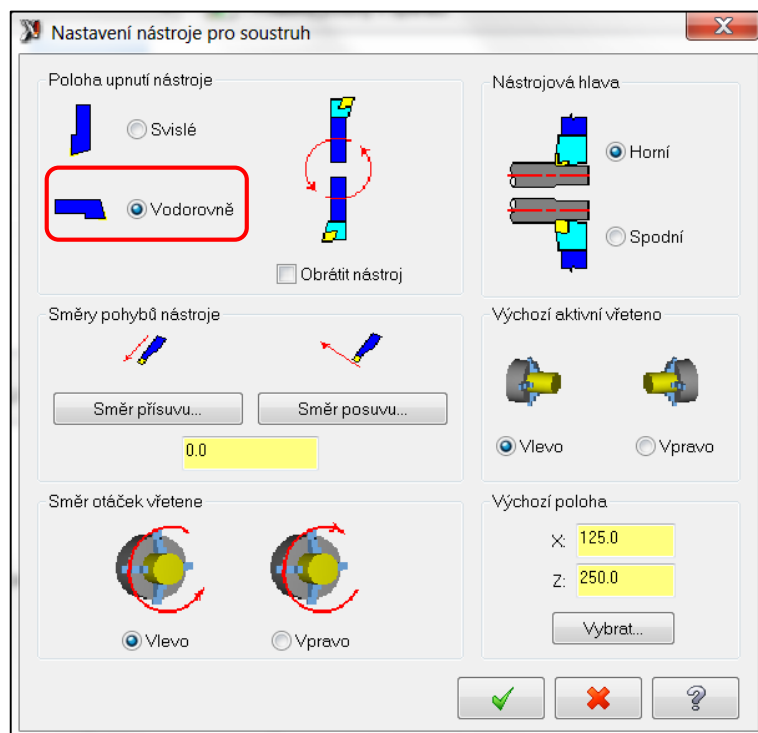 Nastavení nástroje pro soustruh
Poloha upnutí nástroje
Svislé
Vodorovně
Obrátit nástroj
Nástrojová hlava
Horní
Spodní
Směry pohybů nástroje
Směr přísuvu...
Směr posuvu...
0.0
Výchozí aktivní vřeteno
Vlevo
Vpravo
Směr otáček vřetene
Vlevo
Vpravo
Výchozí poloha
X: 125.0
Z: 250.0
Vybrat...